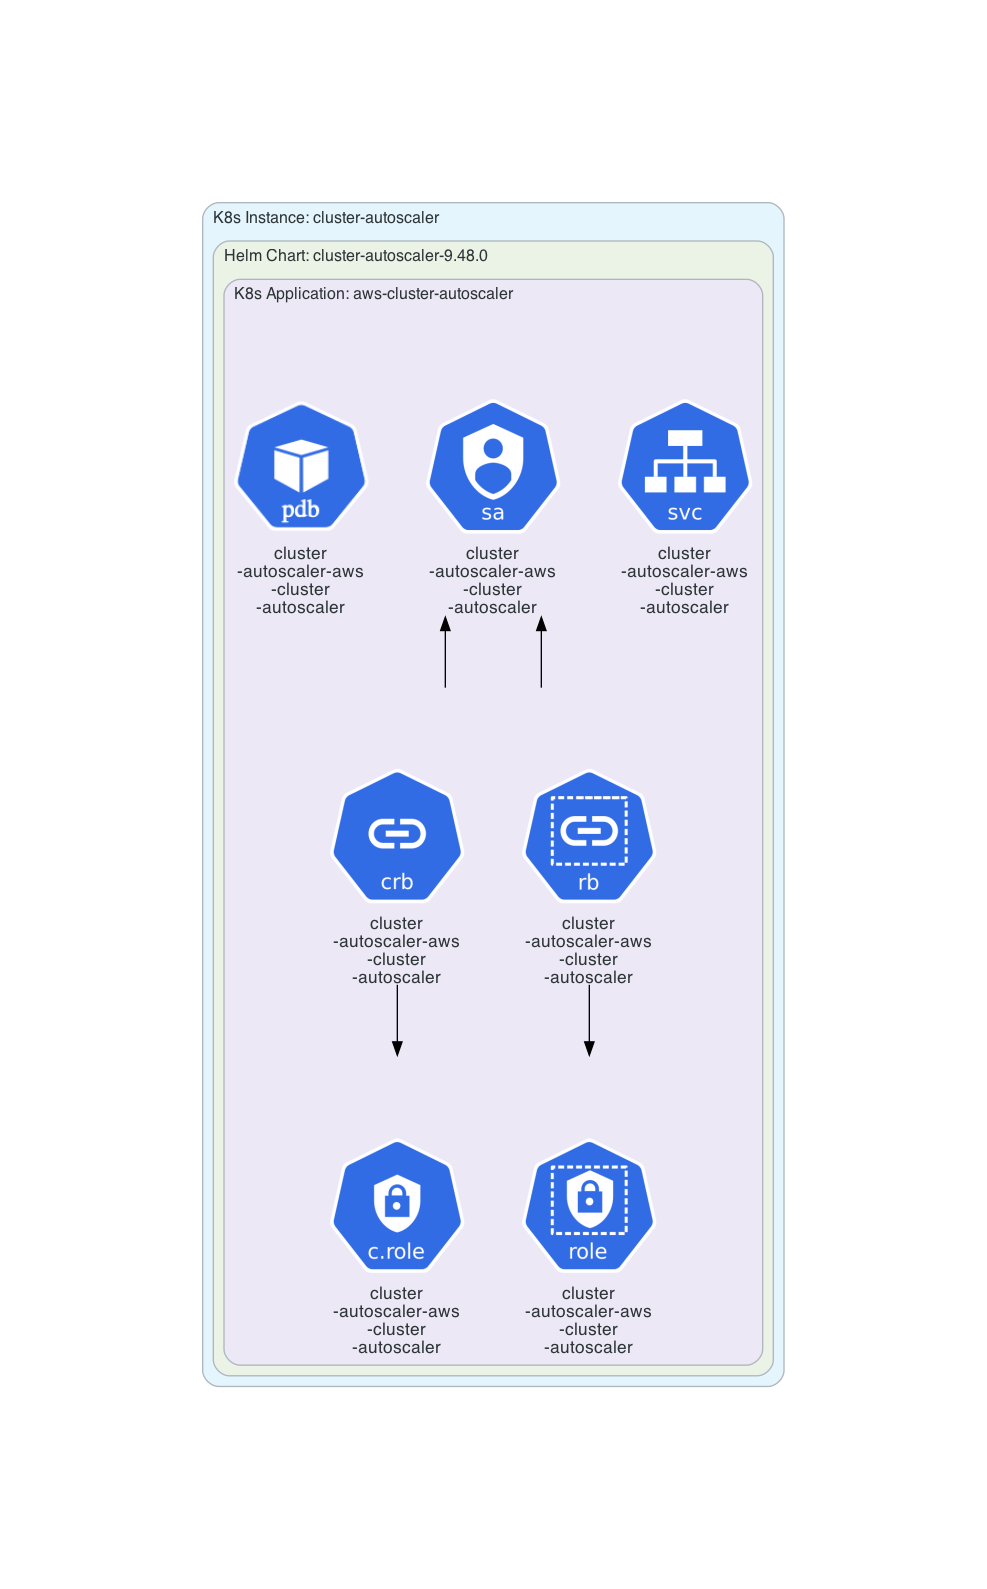 K8s Instance: cluster-autoscaler
Helm Chart: cluster-autoscaler-9.48.0
K8s Application: aws-cluster-autoscaler
pdb
cluster
-autoscaler-aws
-cluster
-autoscaler
sa
cluster
-autoscaler-aws
-cluster
-autoscaler
svc
cluster
-autoscaler-aws
-cluster
-autoscaler
crb
cluster
-autoscaler-aws
-cluster
-autoscaler
rb
cluster
-autoscaler-aws
-cluster
-autoscaler
c.role
cluster
-autoscaler-aws
-cluster
-autoscaler
role
cluster
-autoscaler-aws
-cluster
-autoscaler